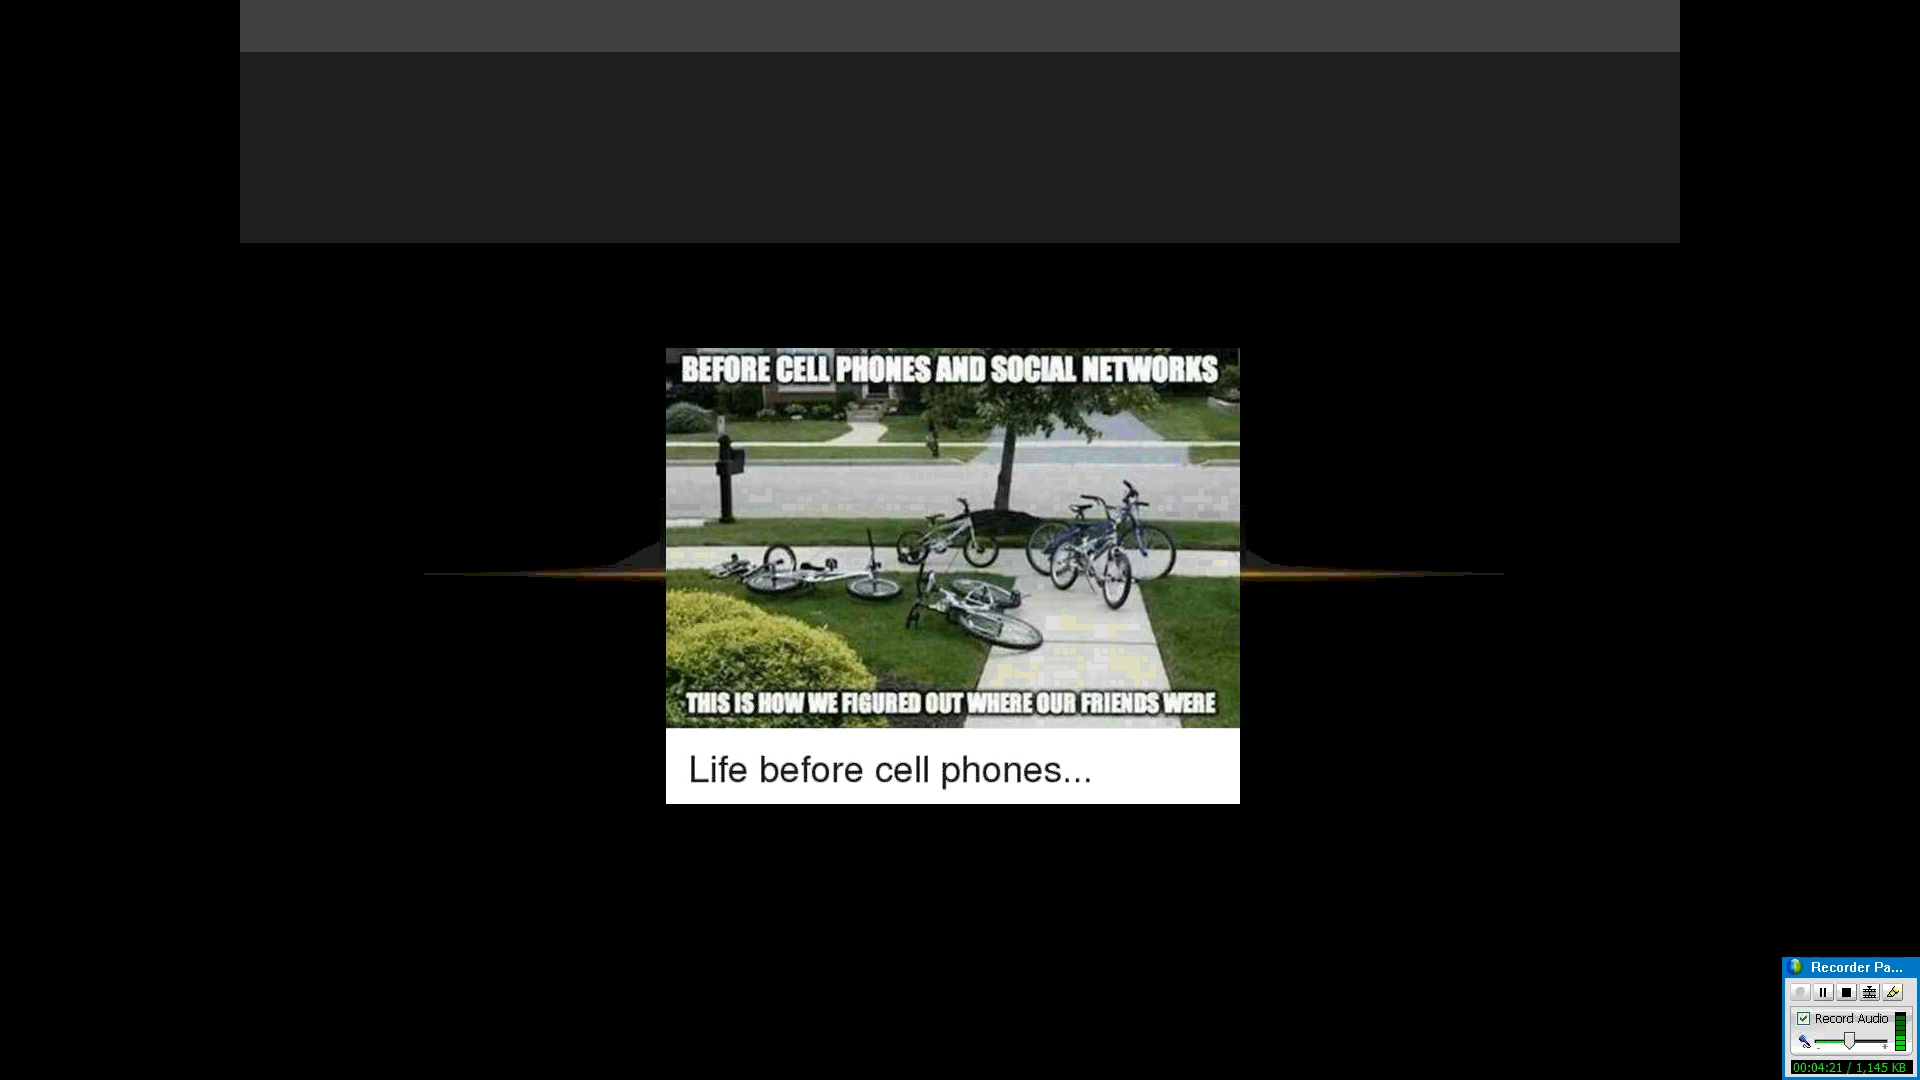 BEFORE CELL PHONES AND SOCIAL NETWORKS
THIS IS HOW WE FIGURED OUT WHERE OUR FRIENDS WERE
Life before cell phones...
Recorder Pa...
Record Audio
- +
00:04:21 / 1,145 KB